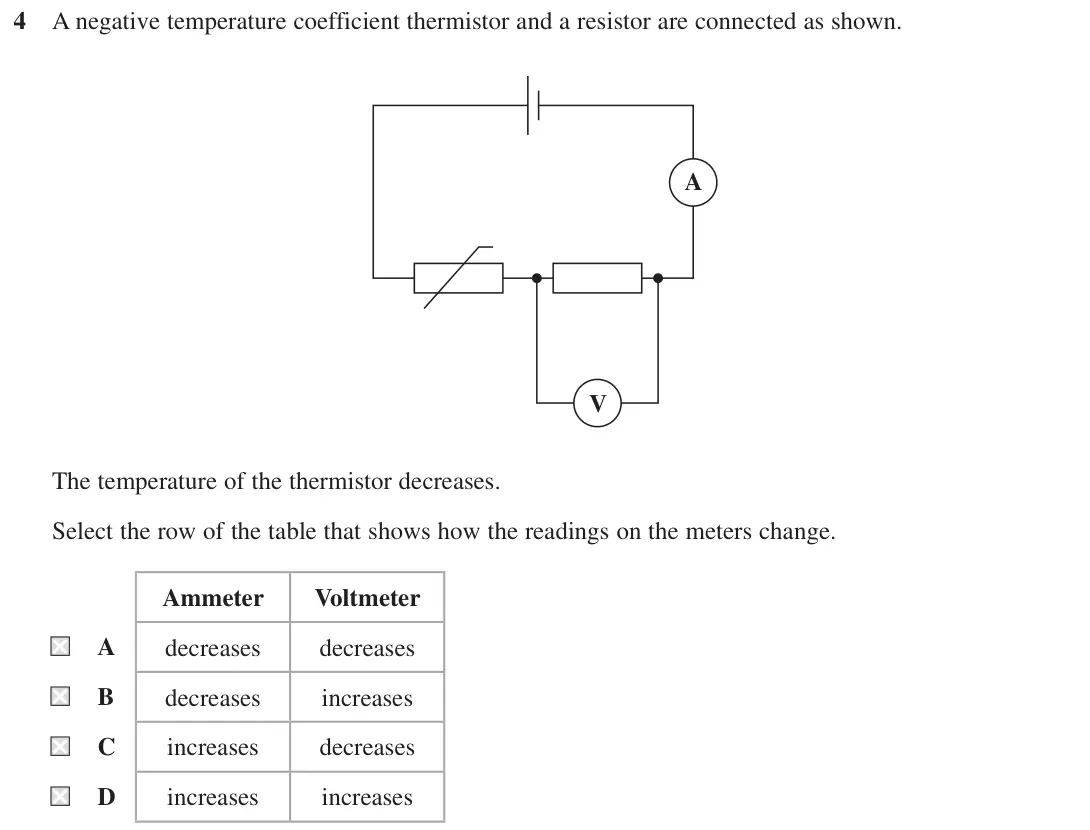 4 A negative temperature coefficient thermistor and a resistor are connected as shown.
A
V
The temperature of the thermistor decreases.
Select the row of the table that shows how the readings on the meters change.
Ammeter Voltmeter
A decreases decreases
B decreases increases
C increases decreases
D increases increases